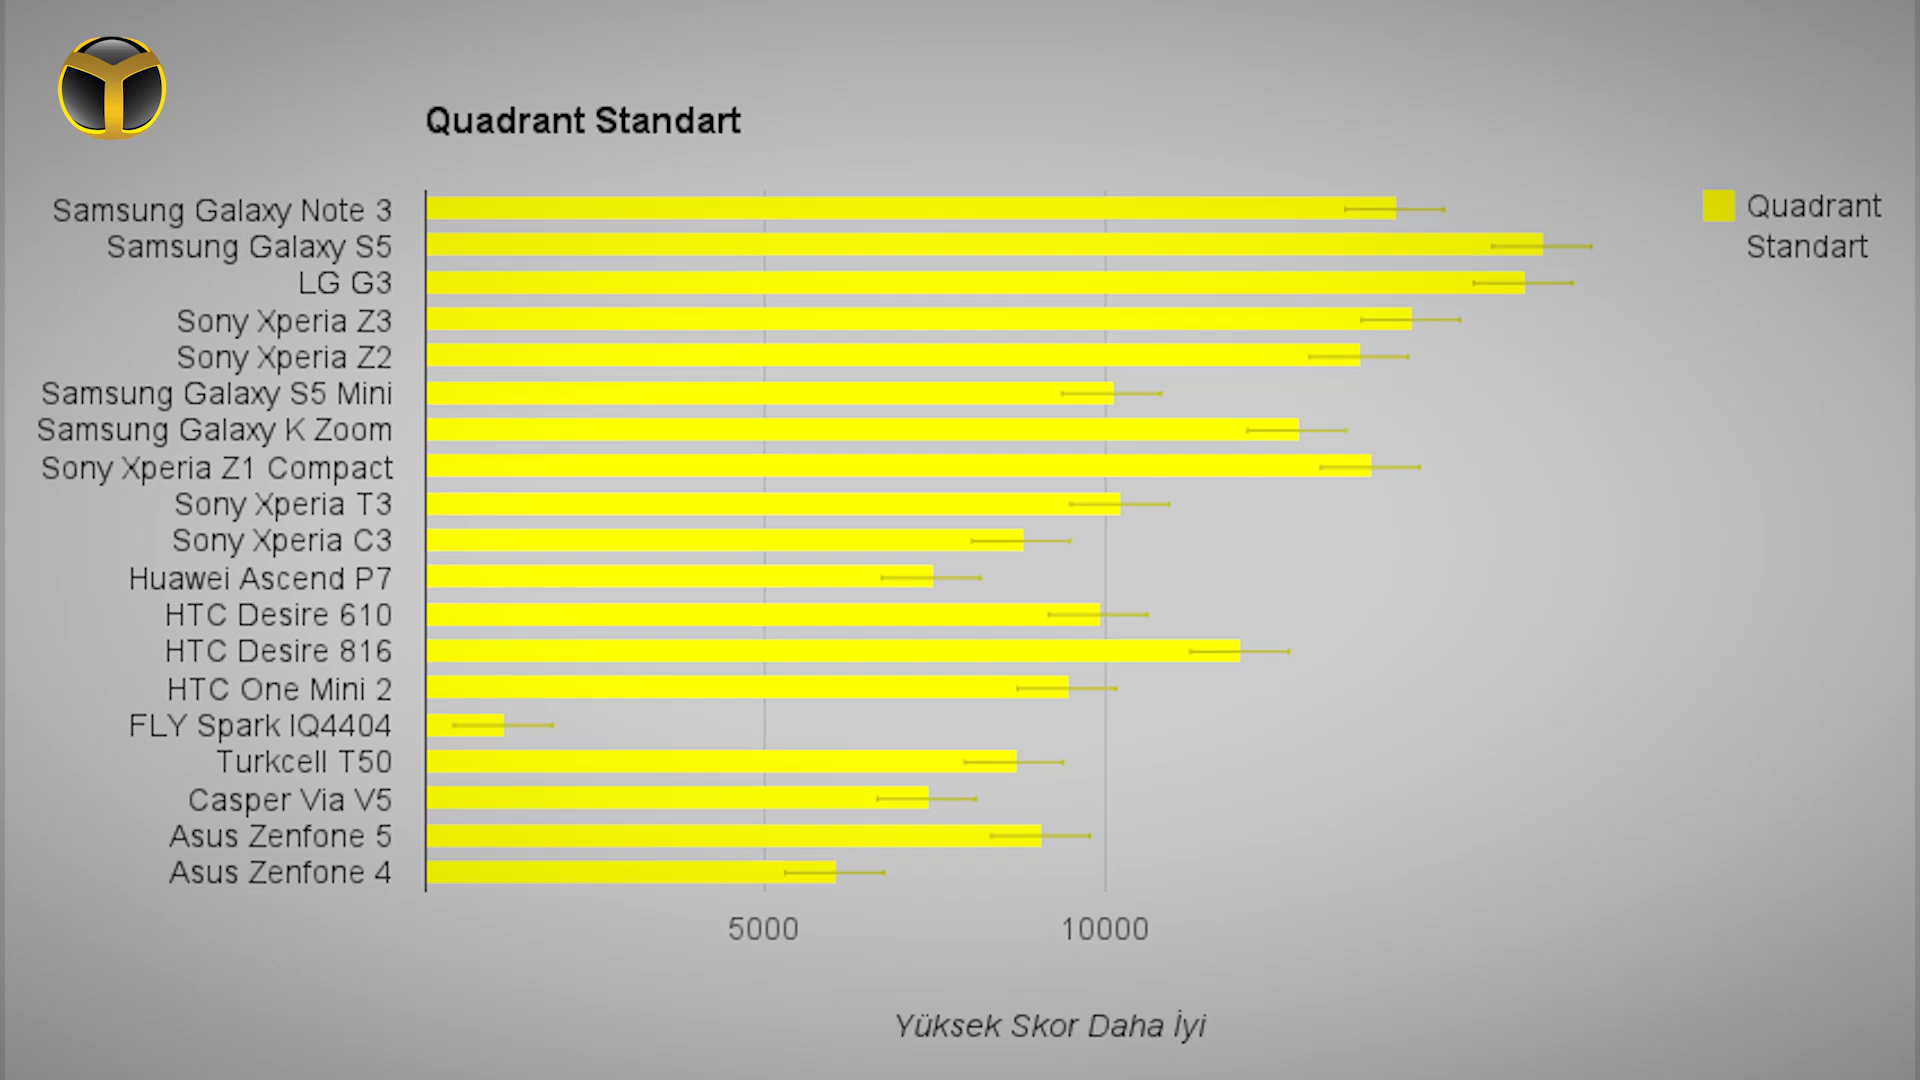 Quadrant Standart
Samsung Galaxy Note 3
Samsung Galaxy S5
LG G3
Sony Xperia Z3
Sony Xperia Z2
Samsung Galaxy S5 Mini
Samsung Galaxy K Zoom
Sony Xperia Z1 Compact
Sony Xperia T3
Sony Xperia C3
Huawei Ascend P7
HTC Desire 610
HTC Desire 816
HTC One Mini 2
FLY Spark IQ4404
Turkcell T50
Casper Via V5
Asus Zenfone 5
Asus Zenfone 4
Quadrant
Standart
5000
10000
Yüksek Skor Daha İyi